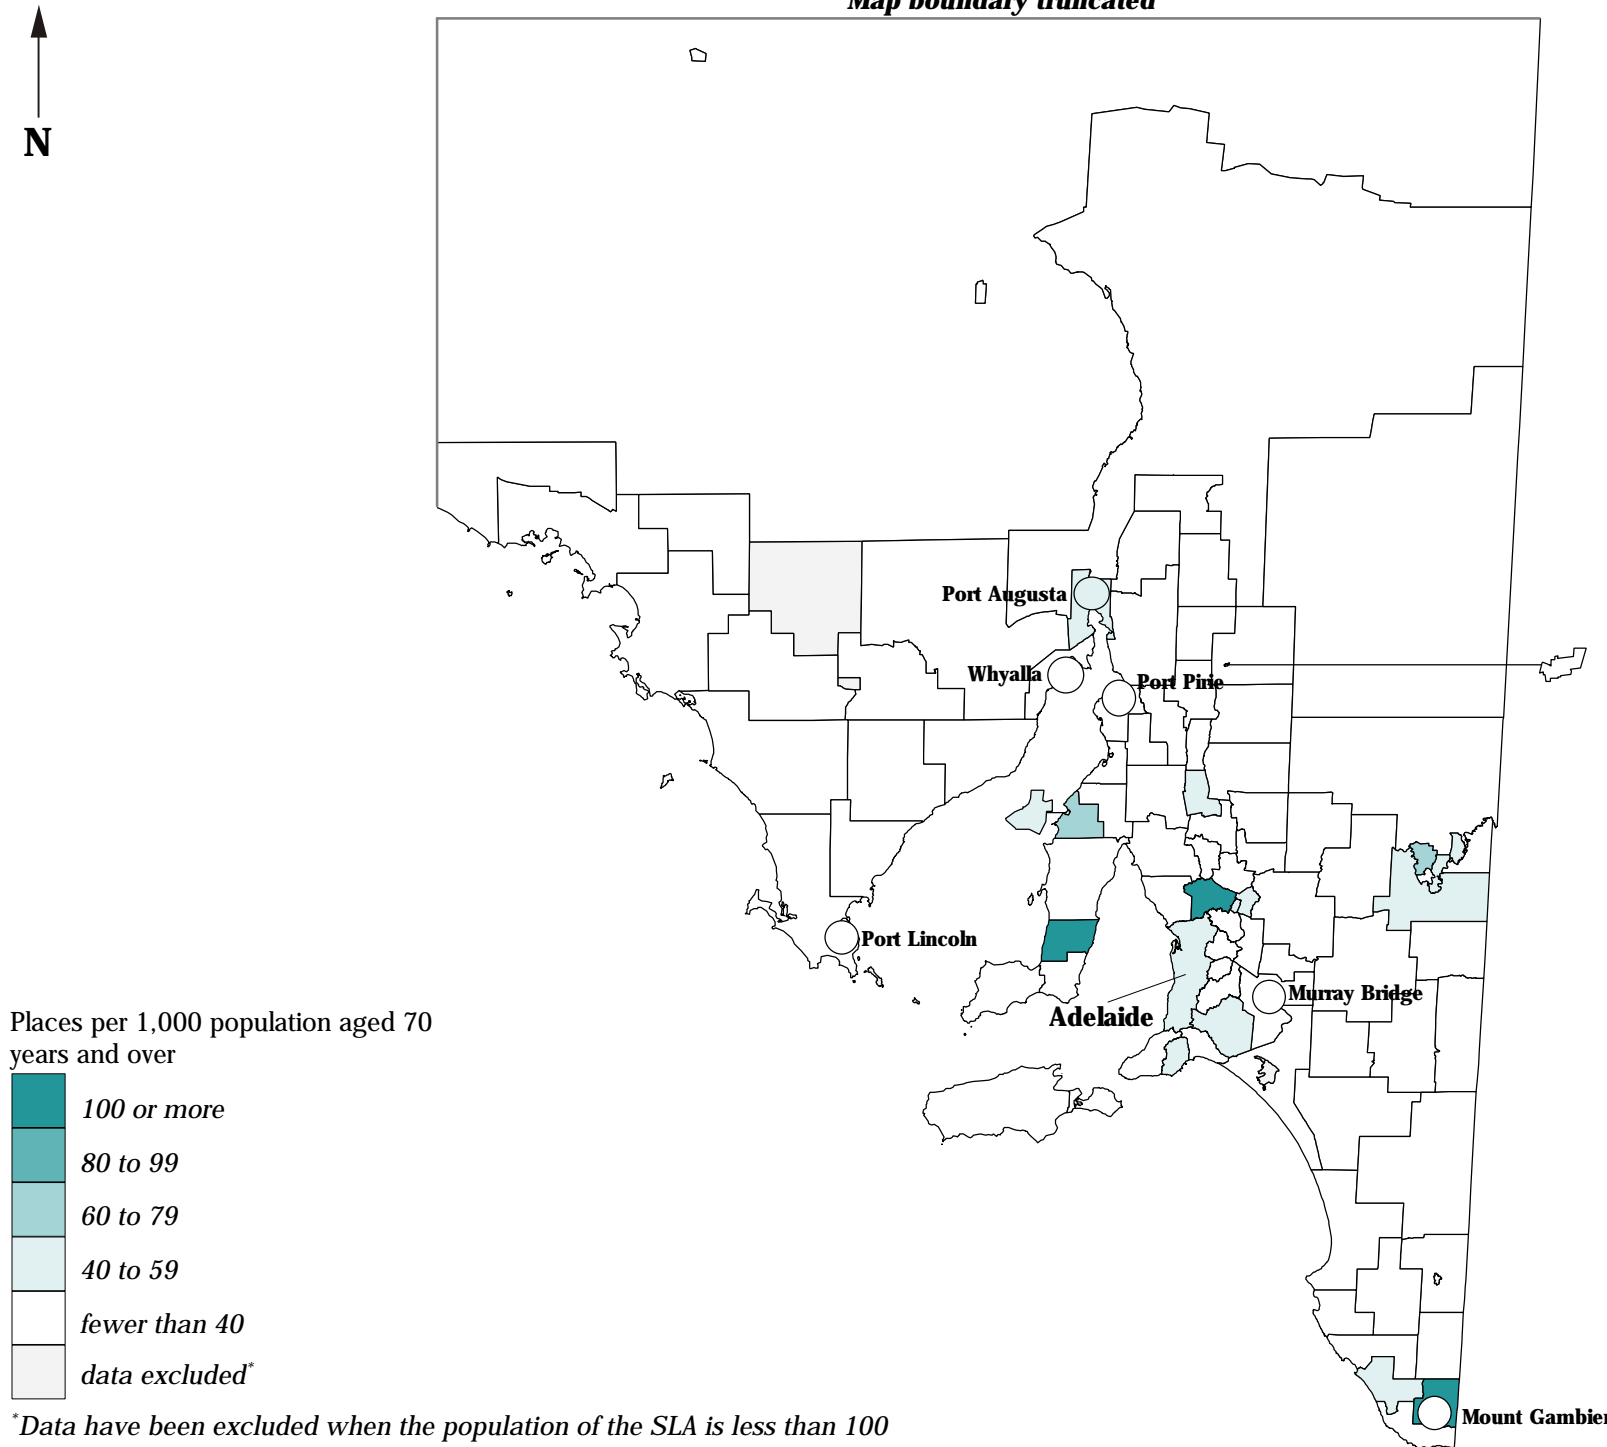 Map boundary truncated
N
Port Augusta
Whyalla
Port Pirie
Port Lincoln
Murray Bridge
Adelaide
Places per 1,000 population aged 70
years and over
100 or more
80 to 99
60 to 79
40 to 59
fewer than 40
data excluded*
*Data have been excluded when the population of the SLA is less than 100
Mount Gambier